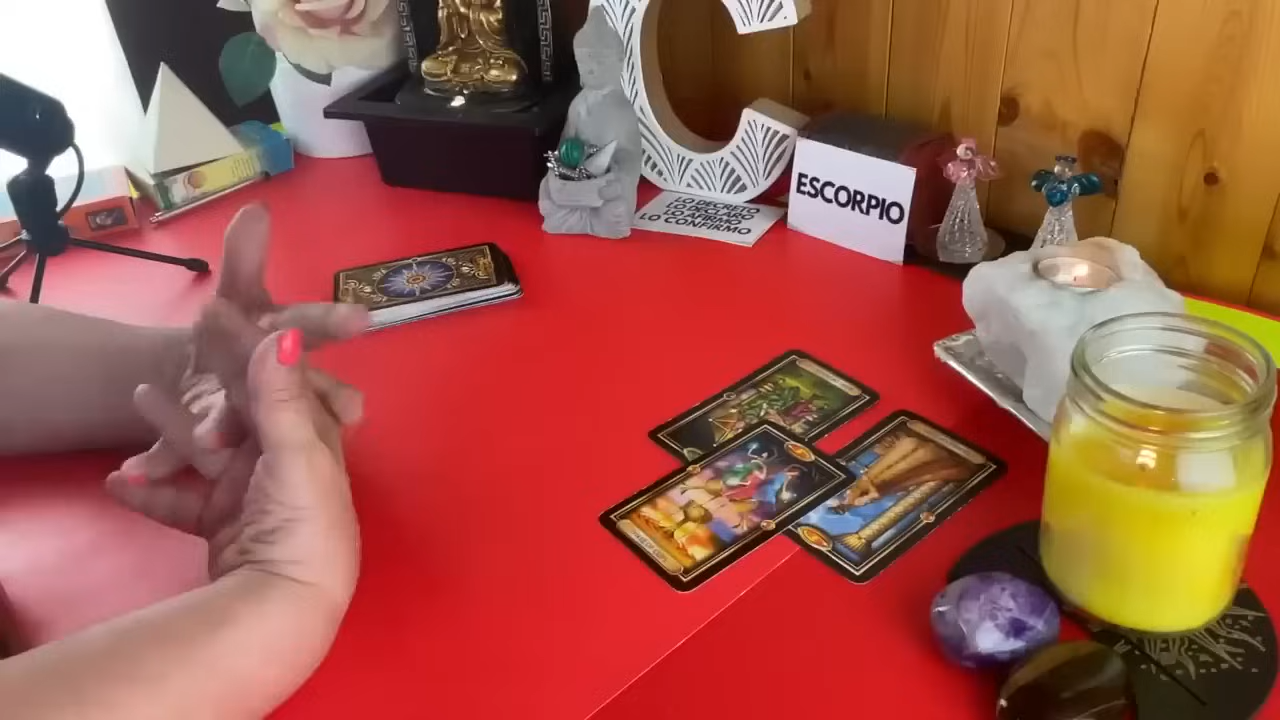 ESCORPIO
LO DECRETO
LO DECLARO
LO AFIRMO
LO CONFIRMO